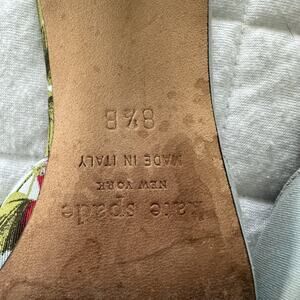 kate spade
NEW YORK
MADE IN ITALY
8½B